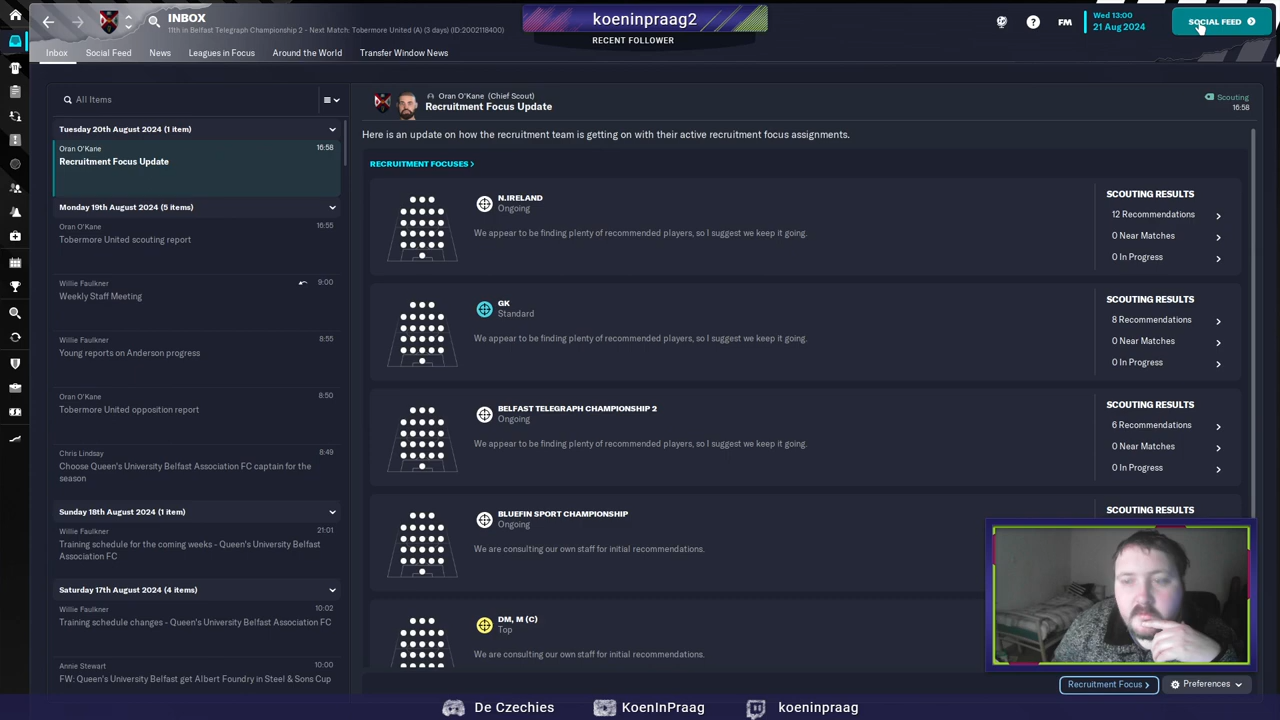 INBOX
11th in Belfast Telegraph Championship 2 - Next Match: Tobermore United (A) (3 days) (ID:2002118400)
koeninpraag2
RECENT FOLLOWER
FM
Wed 13:00
21 Aug 2024
SOCIAL FEED
Inbox
Social Feed
News
Leagues in Focus
Around the World
Transfer Window News
All Items
Tuesday 20th August 2024 (1 item)
Oran O'Kane 16:58
Recruitment Focus Update
Monday 19th August 2024 (5 items)
Oran O'Kane 16:55
Tobermore United scouting report
Willie Faulkner 9:00
Weekly Staff Meeting
Willie Faulkner 8:55
Young reports on Anderson progress
Oran O'Kane 8:50
Tobermore United opposition report
Chris Lindsay 8:49
Choose Queen's University Belfast Association FC captain for the
season
Sunday 18th August 2024 (1 item)
Willie Faulkner 21:01
Training schedule for the coming weeks - Queen's University Belfast
Association FC
Saturday 17th August 2024 (4 items)
Willie Faulkner 10:02
Training schedule changes - Queen's University Belfast Association FC
Annie Stewart 10:00
FW: Queen's University Belfast get Albert Foundry in Steel & Sons Cup
Oran O'Kane (Chief Scout)
Recruitment Focus Update
Scouting
16:58
Here is an update on how the recruitment team is getting on with their active recruitment focus assignments.
RECRUITMENT FOCUSES >
N.IRELAND
Ongoing
We appear to be finding plenty of recommended players, so I suggest we keep it going.
SCOUTING RESULTS
12 Recommendations
0 Near Matches
0 In Progress
GK
Standard
We appear to be finding plenty of recommended players, so I suggest we keep it going.
SCOUTING RESULTS
8 Recommendations
0 Near Matches
0 In Progress
BELFAST TELEGRAPH CHAMPIONSHIP 2
Ongoing
We appear to be finding plenty of recommended players, so I suggest we keep it going.
SCOUTING RESULTS
6 Recommendations
0 Near Matches
0 In Progress
BLUEFIN SPORT CHAMPIONSHIP
Ongoing
We are consulting our own staff for initial recommendations.
SCOUTING RESULTS
DM, M (C)
Top
We are consulting our own staff for initial recommendations.
Recruitment Focus >
Preferences
De Czechies
KoenInPraag
koeninpraag